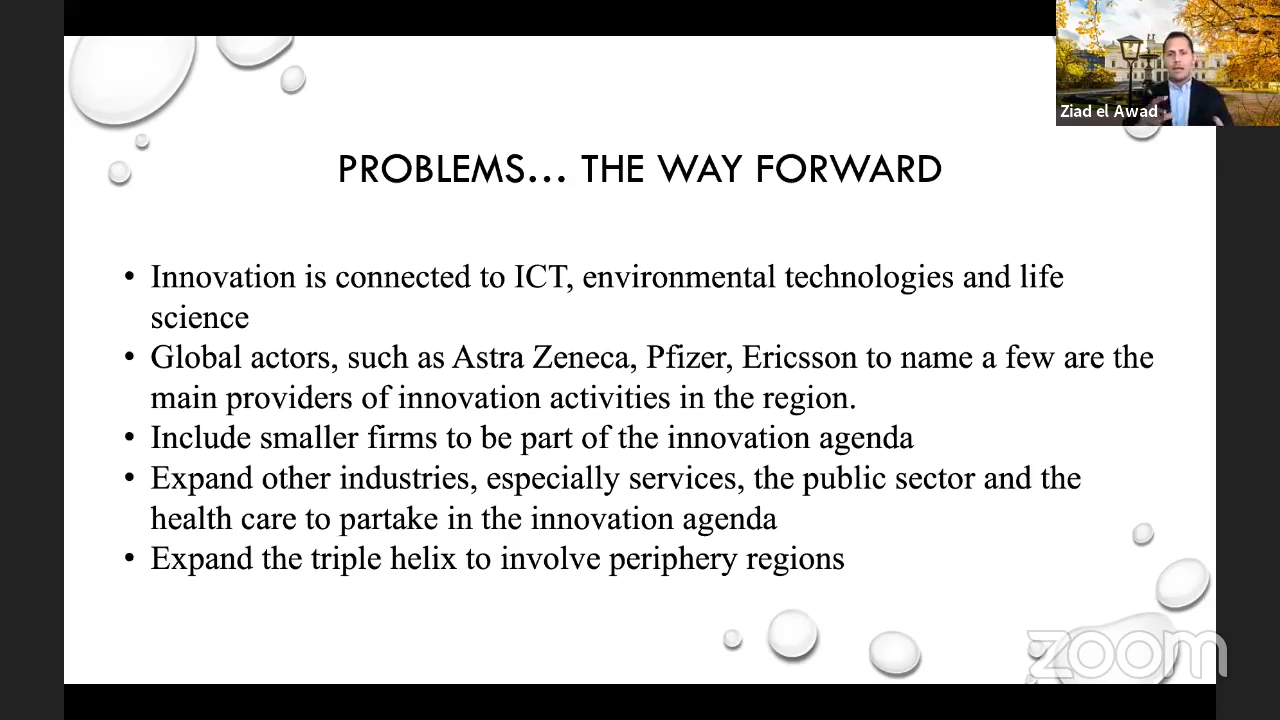 Ziad el Awad
PROBLEMS... THE WAY FORWARD
• Innovation is connected to ICT, environmental technologies and life
science
• Global actors, such as Astra Zeneca, Pfizer, Ericsson to name a few are the
main providers of innovation activities in the region.
• Include smaller firms to be part of the innovation agenda
• Expand other industries, especially services, the public sector and the
health care to partake in the innovation agenda
• Expand the triple helix to involve periphery regions
zoom